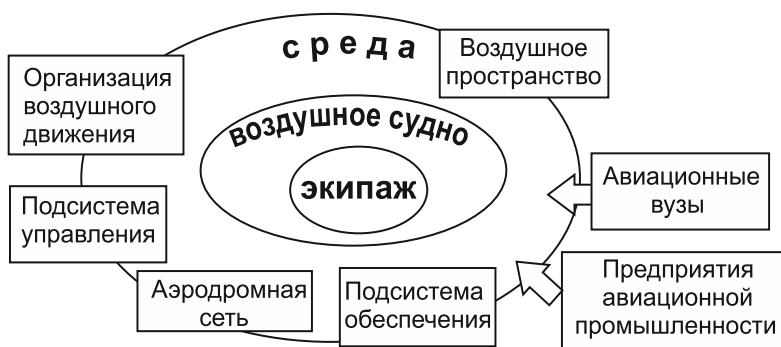 среда
Воздушное
пространство
Организация
воздушного
движения
воздушное судно
экипаж
Авиационные
вузы
Подсистема
управления
Аэродромная
сеть
Подсистема
обеспечения
Предприятия
авиационной
промышленности